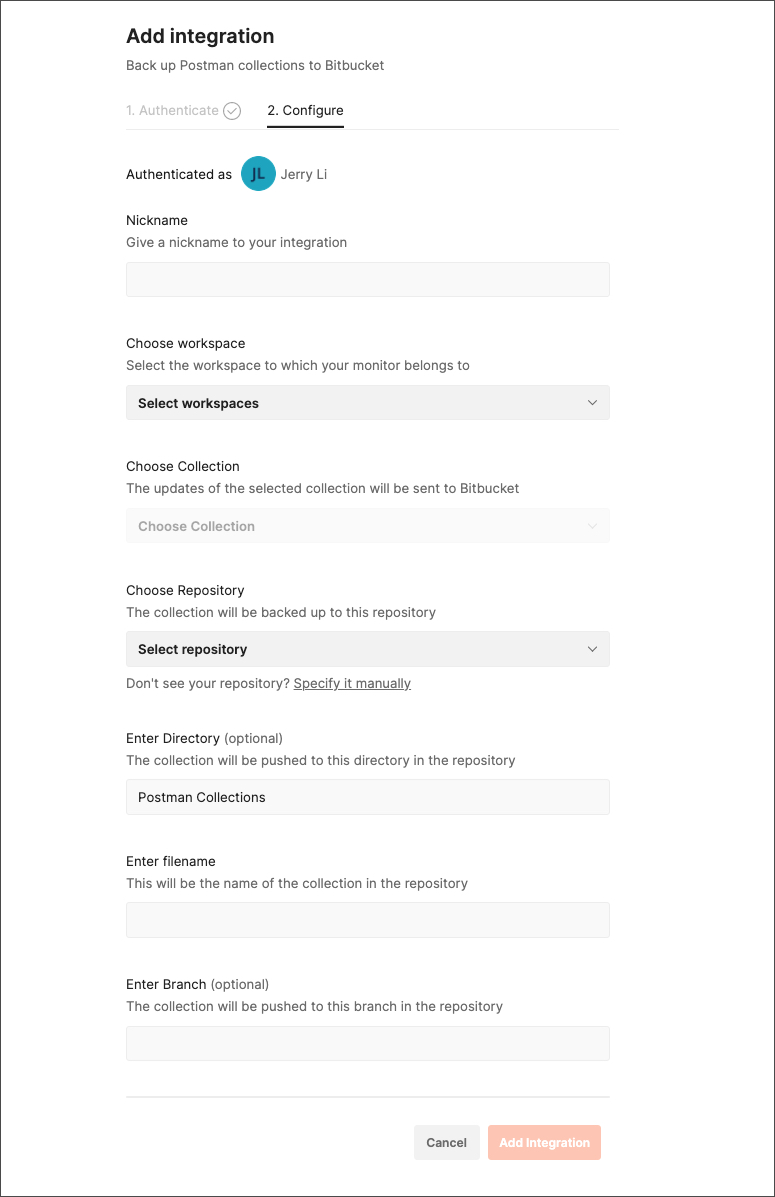 Add integration
Back up Postman collections to Bitbucket
1. Authenticate 2. Configure
Authenticated as JL Jerry Li
Nickname
Give a nickname to your integration
Choose workspace
Select the workspace to which your monitor belongs to
Select workspaces
Choose Collection
The updates of the selected collection will be sent to Bitbucket
Choose Collection
Choose Repository
The collection will be backed up to this repository
Select repository
Don't see your repository? Specify it manually
Enter Directory (optional)
The collection will be pushed to this directory in the repository
Postman Collections
Enter filename
This will be the name of the collection in the repository
Enter Branch (optional)
The collection will be pushed to this branch in the repository
Cancel Add Integration